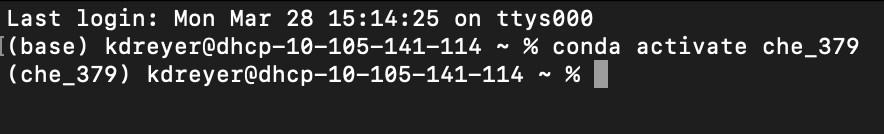 Last login: Mon Mar 28 15:14:25 on ttys000
[(base) kdreyer@dhcp-10-105-141-114 ~ % conda activate che_379
(che_379) kdreyer@dhcp-10-105-141-114 ~ %